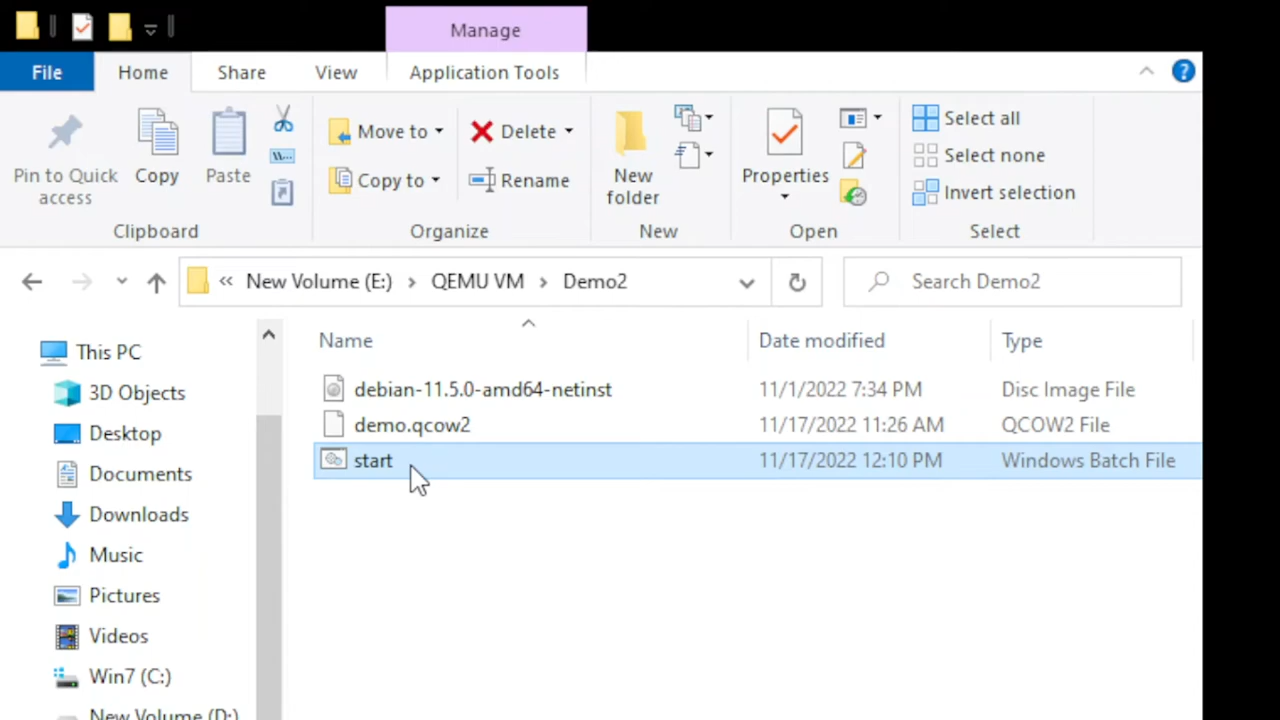 Manage
File
Home
Share
View
Application Tools
Pin to Quick access
Copy
Paste
Clipboard
Move to
Copy to
Delete
Rename
Organize
New folder
New
Properties
Open
Select all
Select none
Invert selection
Select
« New Volume (E:) > QEMU VM > Demo2
Search Demo2
Name Date modified Type
debian-11.5.0-amd64-netinst 11/1/2022 7:34 PM Disc Image File
demo.qcow2 11/17/2022 11:26 AM QCOW2 File
start 11/17/2022 12:10 PM Windows Batch File
This PC
3D Objects
Desktop
Documents
Downloads
Music
Pictures
Videos
Win7 (C:)
New Volume (D:)